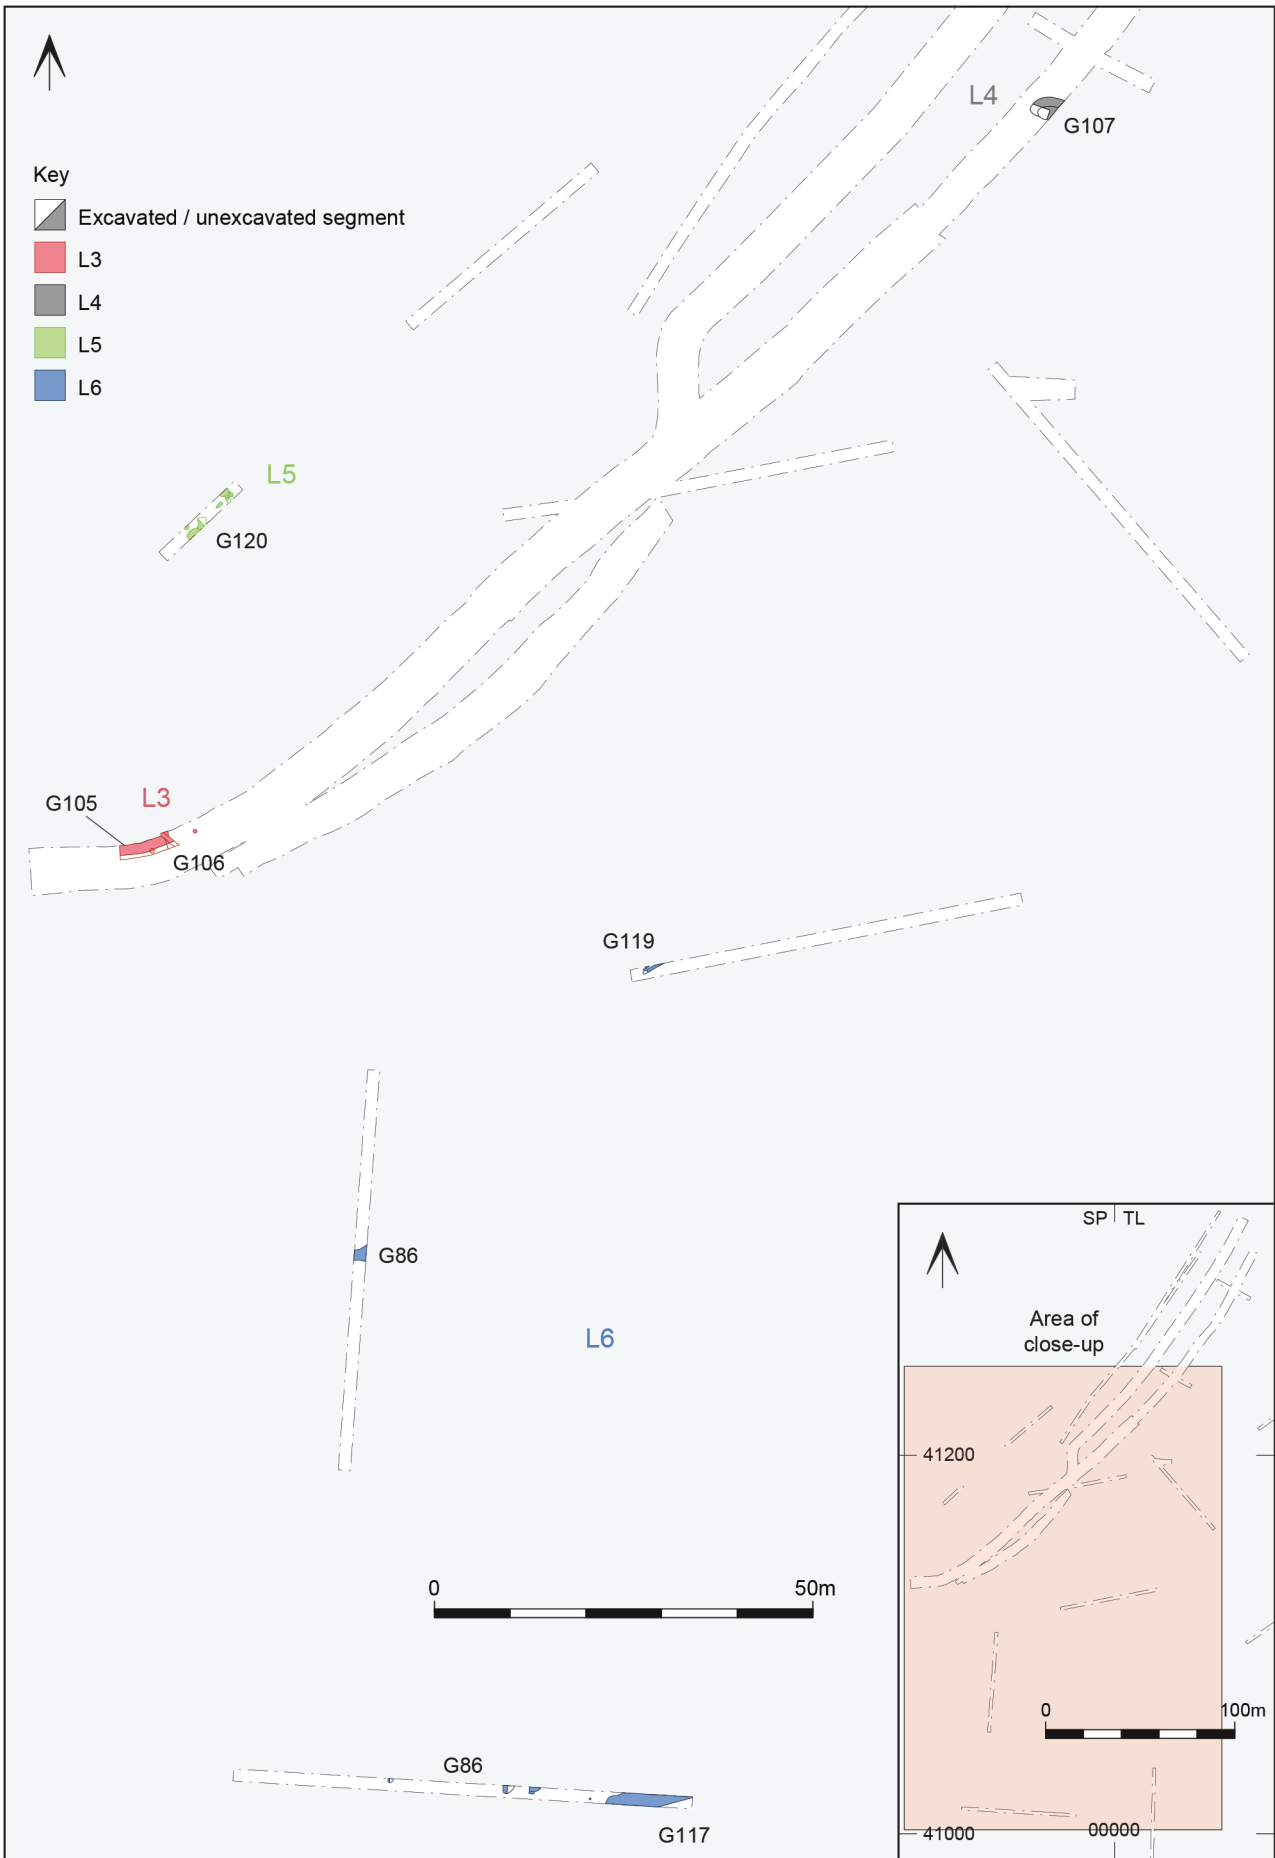 L4
G107
Key
Excavated / unexcavated segment
L3
L4
L5
L6
L5
G120
G105
L3
G106
G119
G86
L6
0 50m
G86
G117
SP TL
Area of
close-up
41200
0 100m
41000
00000